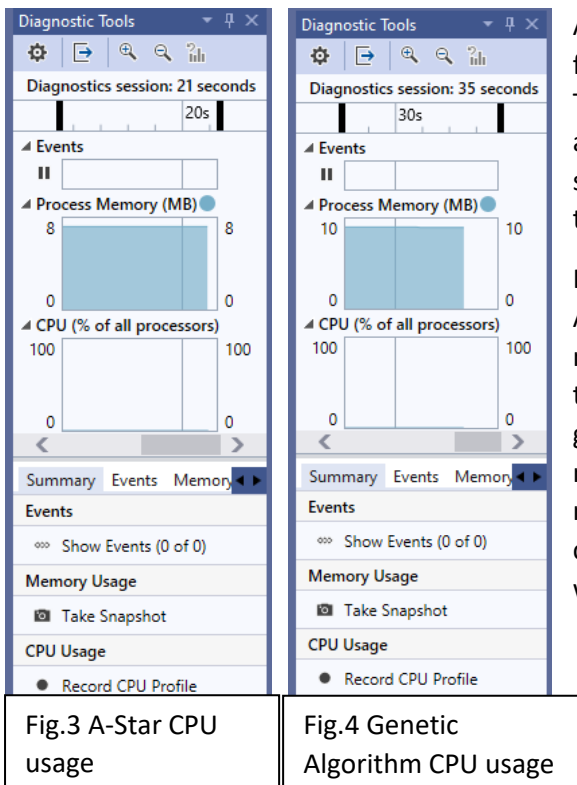 Diagnostic Tools
Diagnostics session: 21 seconds
20s
Events
Process Memory (MB)
8 8
0 0
CPU (% of all processors)
100 100
0 0
Summary Events Memory
Events
Show Events (0 of 0)
Memory Usage
Take Snapshot
CPU Usage
Record CPU Profile
Fig.3 A-Star CPU
usage
Diagnostic Tools
Diagnostics session: 35 seconds
30s
Events
Process Memory (MB)
10 10
0 0
CPU (% of all processors)
100 100
0 0
Summary Events Memory
Events
Show Events (0 of 0)
Memory Usage
Take Snapshot
CPU Usage
Record CPU Profile
Fig.4 Genetic
Algorithm CPU usage